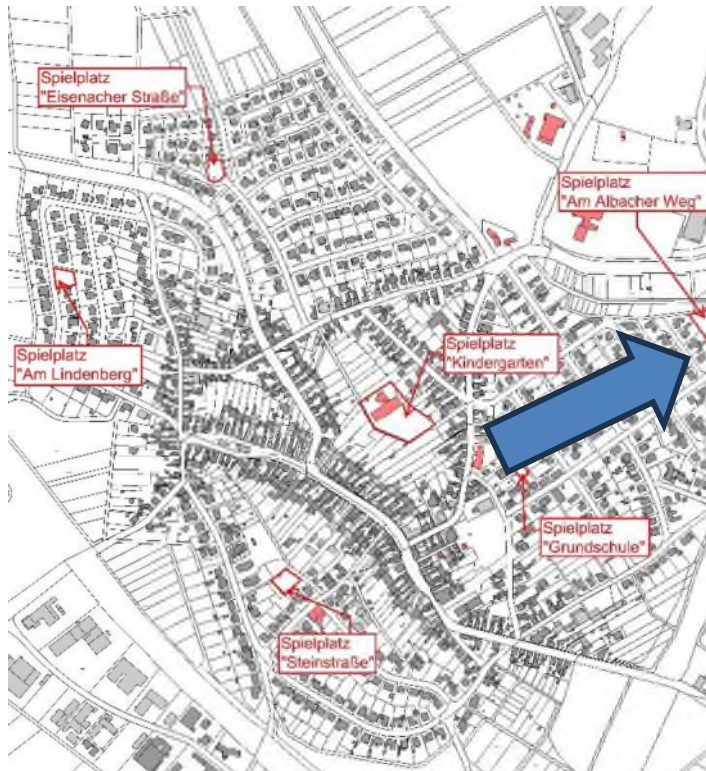 Spielplatz
"Eisenacher Straße"
Spielplatz
"Am Albacher Weg"
Spielplatz
"Am Lindenberg"
Spielplatz
"Kindergarten"
Spielplatz
"Grundschule"
Spielplatz
"Steinstraße"